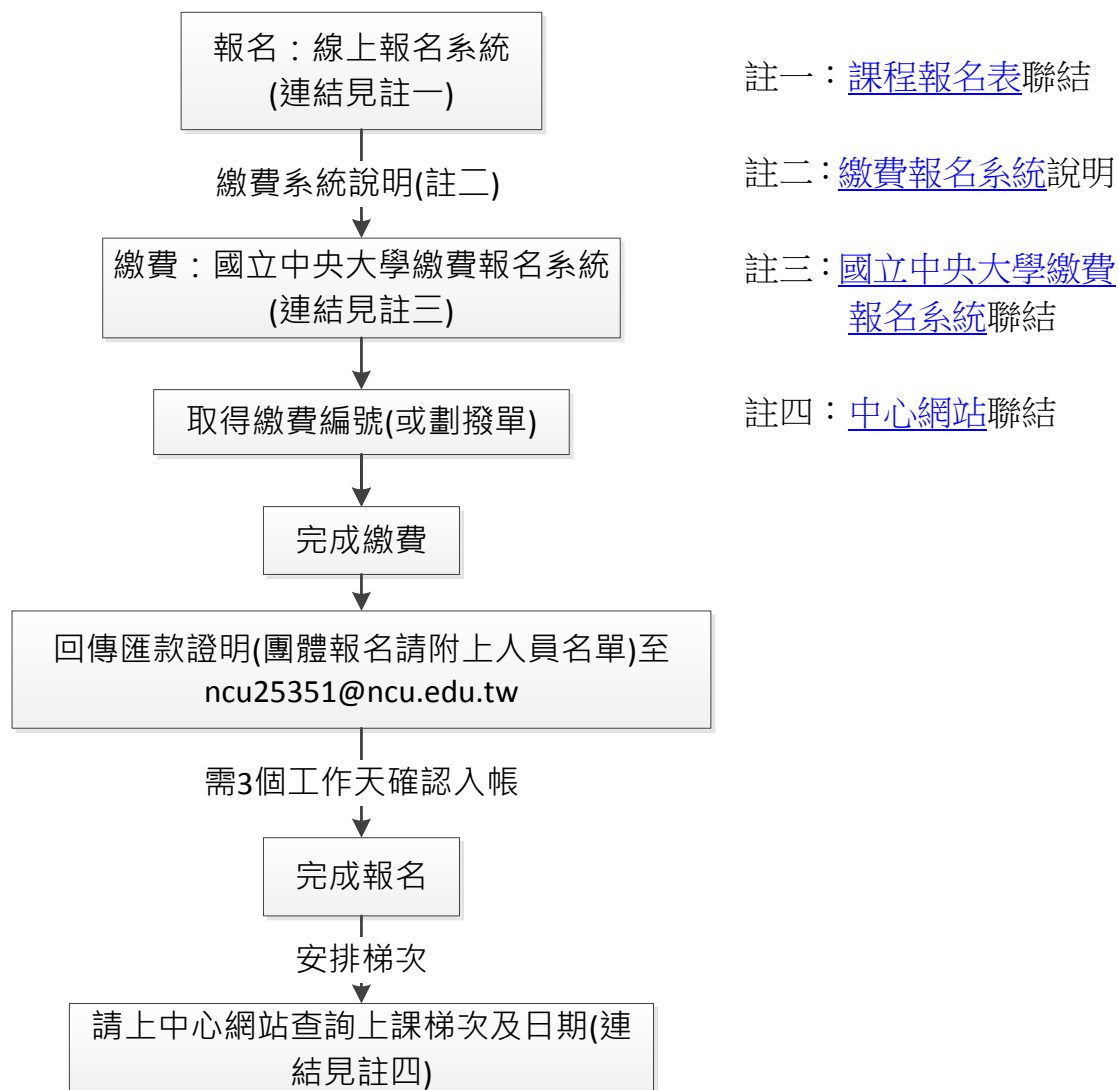 報名：線上報名系統
(連結見註一)
繳費系統說明(註二)
繳費：國立中央大學繳費報名系統
(連結見註三)
取得繳費編號(或劃撥單)
完成繳費
回傳匯款證明(團體報名請附上人員名單)至
ncu25351@ncu.edu.tw
需3個工作天確認入帳
完成報名
安排梯次
請上中心網站查詢上課梯次及日期(連
結見註四)
註一：課程報名表聯結
註二：繳費報名系統說明
註三：國立中央大學繳費
報名系統聯結
註四：中心網站聯結